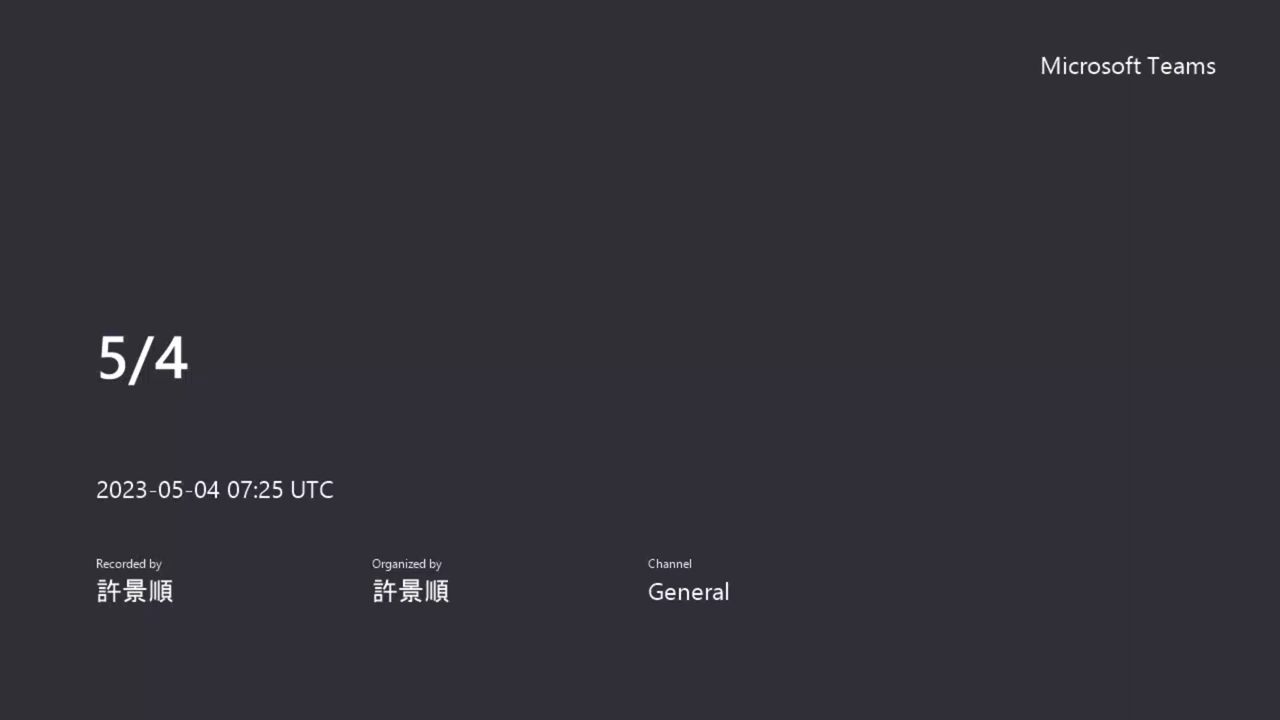 Microsoft Teams
5/4
2023-05-04 07:25 UTC
Recorded by
許景順
Organized by
許景順
Channel
General